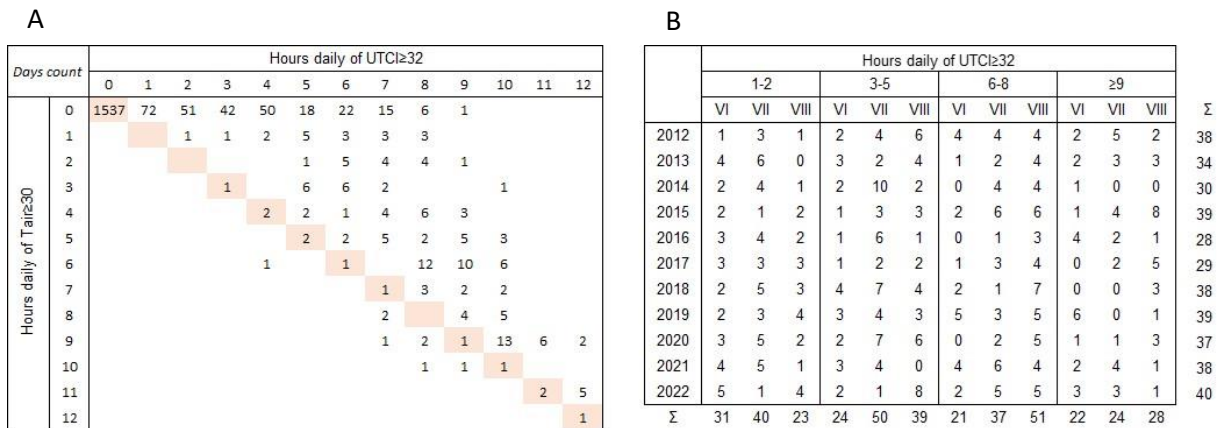 A
Days count
Hours daily of UTCI≥32
0 1 2 3 4 5 6 7 8 9 10 11 12
Hours daily of Tair≥30
0 1537 72 51 42 50 18 22 15 6 1
1 1 1 2 5 3 3 3
2 1 5 4 4 1
3 1 6 6 2 1
4 2 2 1 4 6 3
5 2 2 5 2 5 3
6 1 1 12 10 6
7 1 3 2 2
8 2 4 5
9 1 2 1 13 6 2
10 1 1 1
11 2 5
12 1
B
Hours daily of UTCI≥32
1-2 3-5 6-8 ≥9
VI VII VIII VI VII VIII VI VII VIII VI VII VIII Σ
2012 1 3 1 2 4 6 4 4 4 2 5 2 38
2013 4 6 0 3 2 4 1 2 4 2 3 3 34
2014 2 4 1 2 10 2 0 4 4 1 0 0 30
2015 2 1 2 1 3 3 2 6 6 1 4 8 39
2016 3 4 2 1 6 1 0 1 3 4 2 1 28
2017 3 3 3 1 2 2 1 3 4 0 2 5 29
2018 2 5 3 4 7 4 2 1 7 0 0 3 38
2019 2 3 4 3 4 3 5 3 5 6 0 1 39
2020 3 5 2 2 7 6 0 2 5 1 1 3 37
2021 4 5 1 3 4 0 4 6 4 2 4 1 38
2022 5 1 4 2 1 8 2 5 5 3 3 1 40
Σ 31 40 23 24 50 39 21 37 51 22 24 28